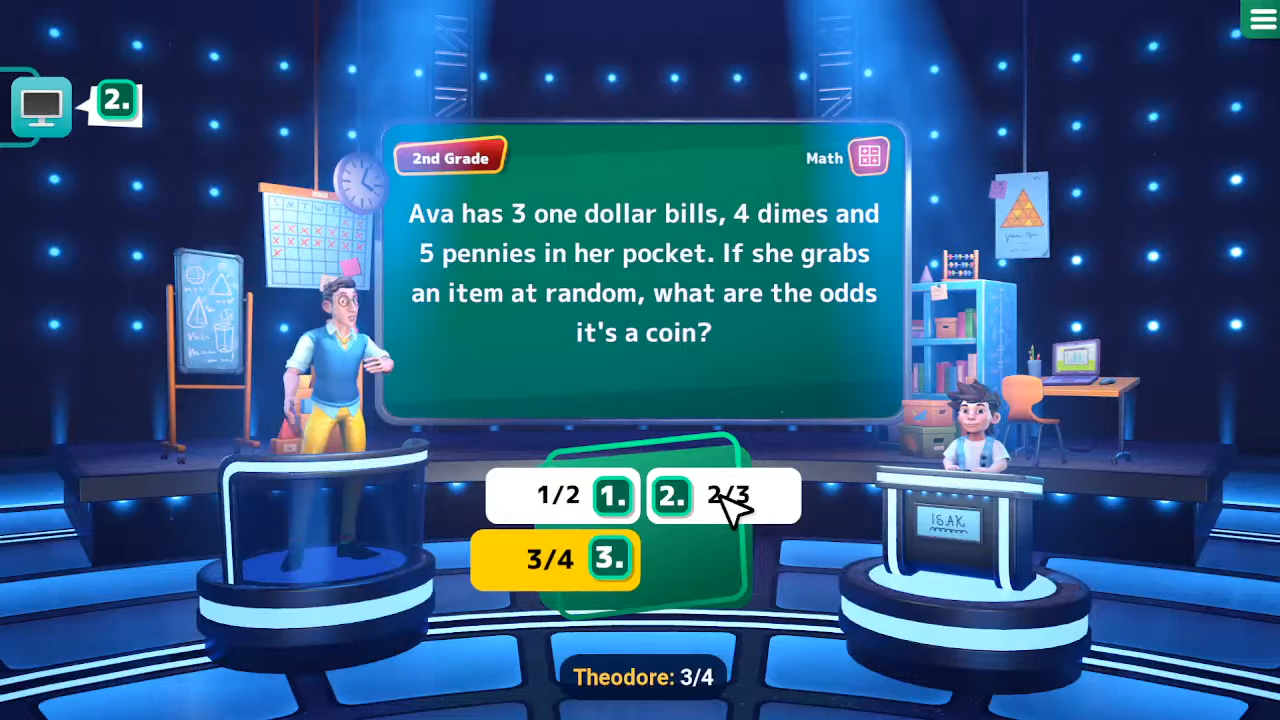 2.
2nd Grade
Math
Ava has 3 one dollar bills, 4 dimes and
5 pennies in her pocket. If she grabs
an item at random, what are the odds
it's a coin?
S M T W T F S
1/2 1.
2. 2/3
3/4 3.
ISAK
Theodore: 3/4